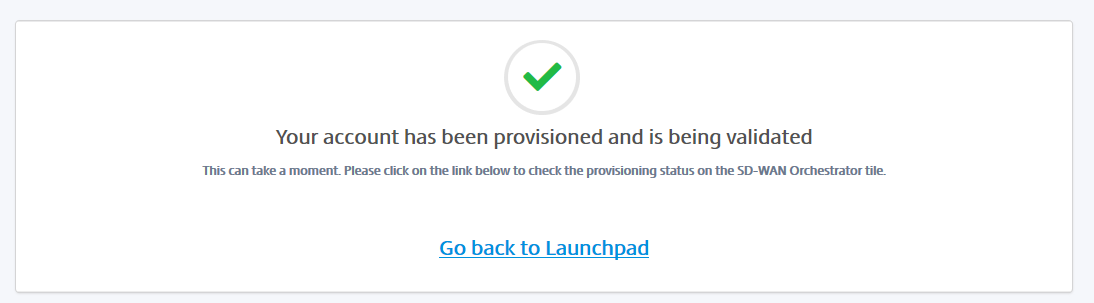 Your account has been provisioned and is being validated
This can take a moment. Please click on the link below to check the provisioning status on the SD-WAN Orchestrator tile.
Go back to Launchpad